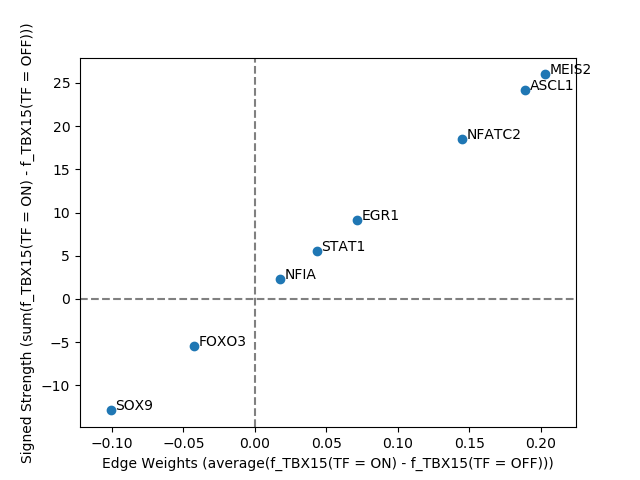 Signed Strength (sum(f_TBX15(TF = ON) - f_TBX15(TF = OFF)))
25
20
15
10
5
0
−5
−10
MEIS2
ASCL1
NFATC2
EGR1
STAT1
NFIA
FOXO3
SOX9
−0.10 −0.05 0.00 0.05 0.10 0.15 0.20
Edge Weights (average(f_TBX15(TF = ON) - f_TBX15(TF = OFF)))